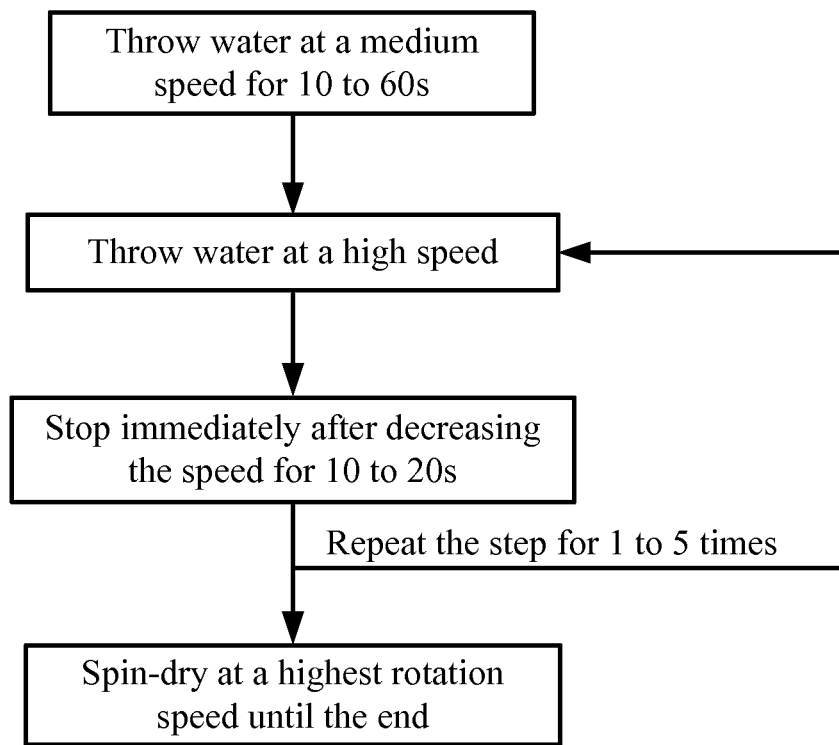 Throw water at a medium
speed for 10 to 60s
Throw water at a high speed
Stop immediately after decreasing
the speed for 10 to 20s
Repeat the step for 1 to 5 times
Spin-dry at a highest rotation
speed until the end